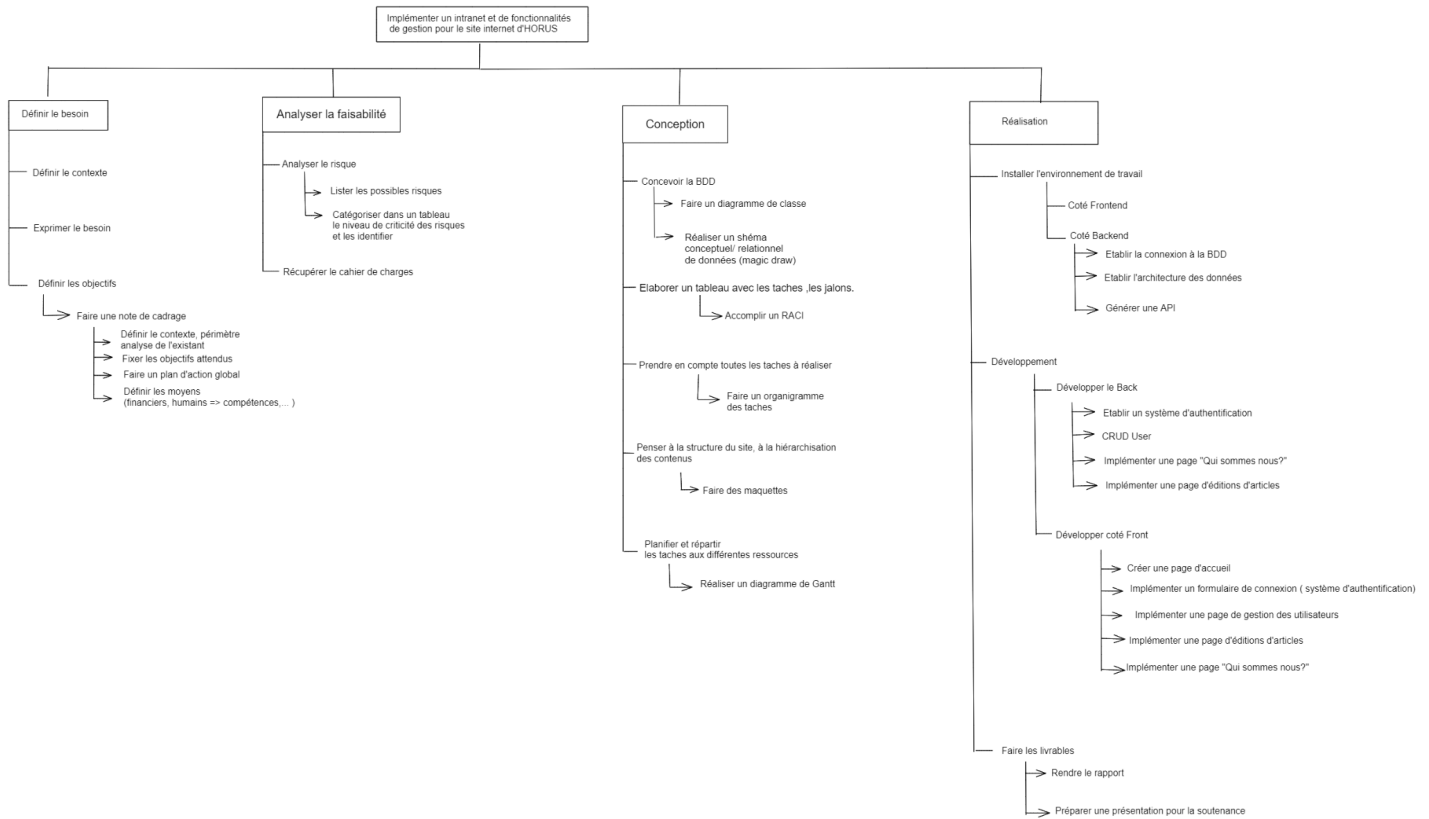 Implémenter un intranet et de fonctionnalités
de gestion pour le site internet d'HORUS
Définir le besoin
Définir le contexte
Exprimer le besoin
Définir les objectifs
Faire une note de cadrage
Définir le contexte, périmètre
analyse de l'existant
Fixer les objectifs attendus
Faire un plan d'action global
Définir les moyens
(financiers, humains => compétences,... )
Analyser la faisabilité
Analyser le risque
Lister les possibles risques
Catégoriser dans un tableau
le niveau de criticité des risques
et les identifier
Récupérer le cahier de charges
Conception
Concevoir la BDD
Faire un diagramme de classe
Réaliser un shéma
conceptuel/ relationnel
de données (magic draw)
Elaborer un tableau avec les taches ,les jalons.
Accomplir un RACI
Prendre en compte toutes les taches à réaliser
Faire un organigramme
des taches
Penser à la structure du site, à la hiérarchisation
des contenus
Faire des maquettes
Planifier et répartir
les taches aux différentes ressources
Réaliser un diagramme de Gantt
Réalisation
Installer l'environnement de travail
Coté Frontend
Coté Backend
Etablir la connexion à la BDD
Etablir l'architecture des données
Générer une API
Développement
Développer le Back
Etablir un système d'authentification
CRUD User
Implémenter une page "Qui sommes nous?"
Implémenter une page d'éditions d'articles
Développer coté Front
Créer une page d'accueil
Implémenter un formulaire de connexion ( système d'authentification)
Implémenter une page de gestion des utilisateurs
Implémenter une page d'éditions d'articles
Implémenter une page "Qui sommes nous?"
Faire les livrables
Rendre le rapport
Préparer une présentation pour la soutenance